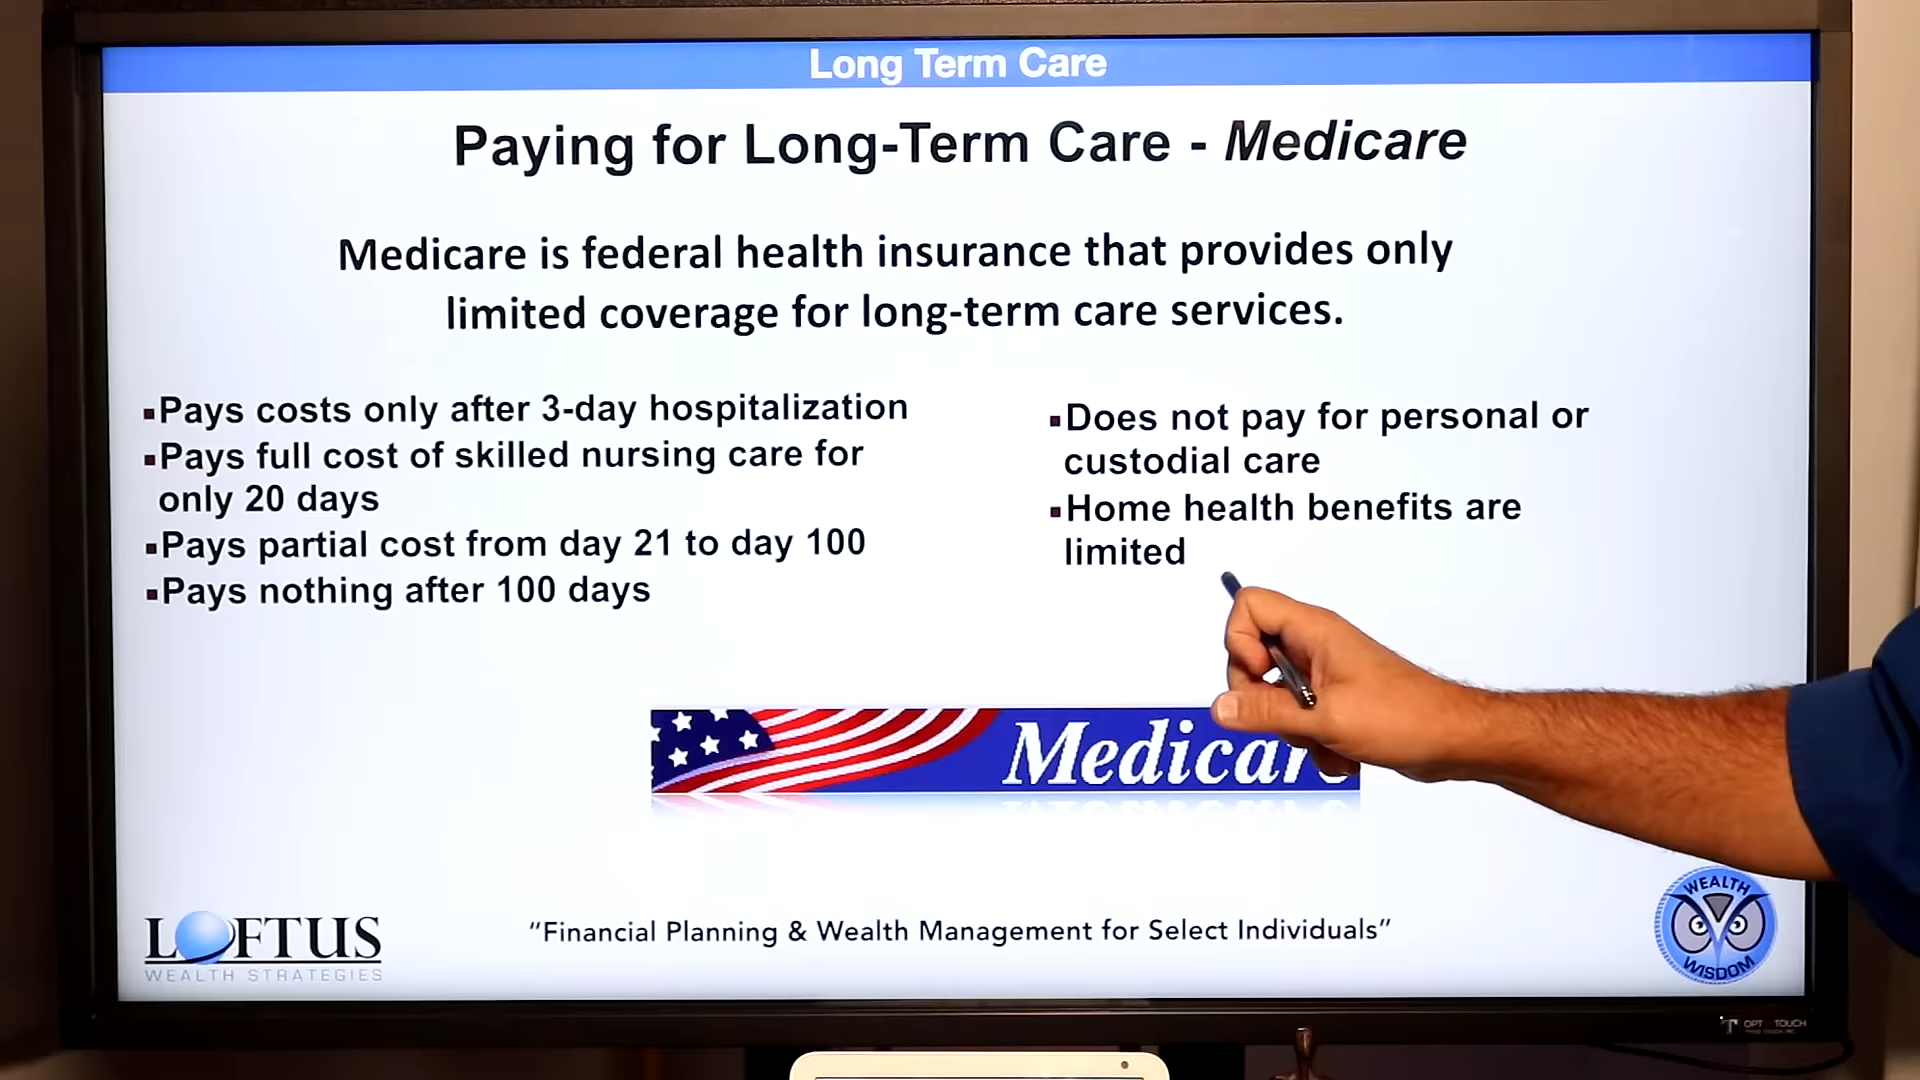 Long Term Care
Paying for Long-Term Care - Medicare
Medicare is federal health insurance that provides only
limited coverage for long-term care services.
▪Pays costs only after 3-day hospitalization
▪Pays full cost of skilled nursing care for
only 20 days
▪Pays partial cost from day 21 to day 100
▪Pays nothing after 100 days
▪Does not pay for personal or
custodial care
▪Home health benefits are
limited
Medicare
LOFTUS
WEALTH STRATEGIES
“Financial Planning & Wealth Management for Select Individuals”
WEALTH
WISDOM
TOUCH